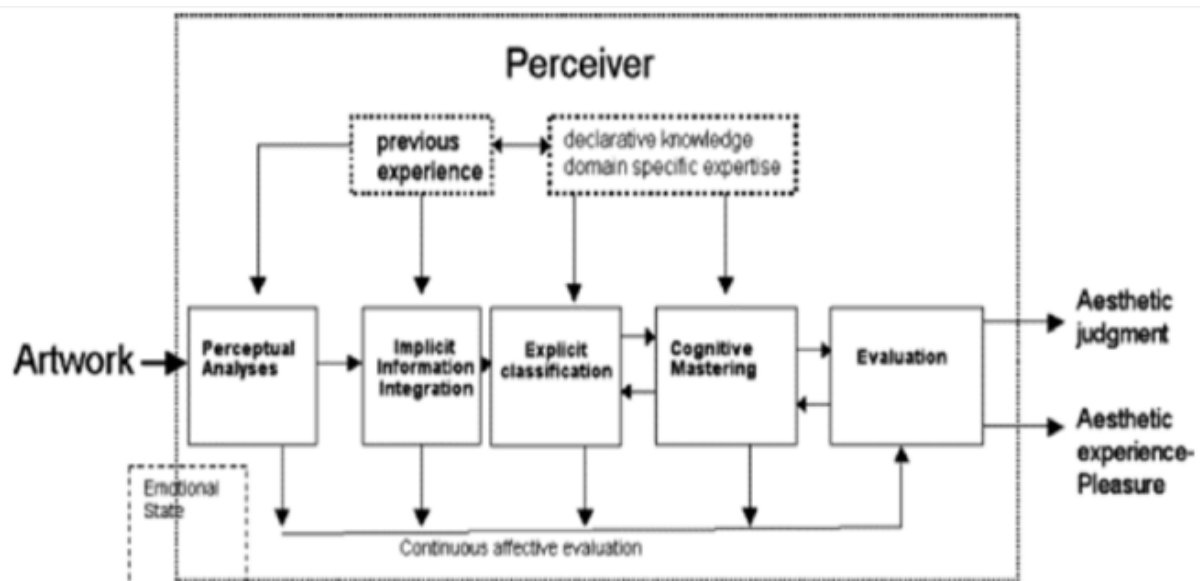 Perceiver
previous
experience
declarative knowledge
domain specific expertise
Artwork
Perceptual
Analyses
Implicit
Information
Integration
Explicit
classification
Cognitive
Mastering
Evaluation
Aesthetic
judgment
Aesthetic
experience-
Pleasure
Emotional
State
Continuous affective evaluation